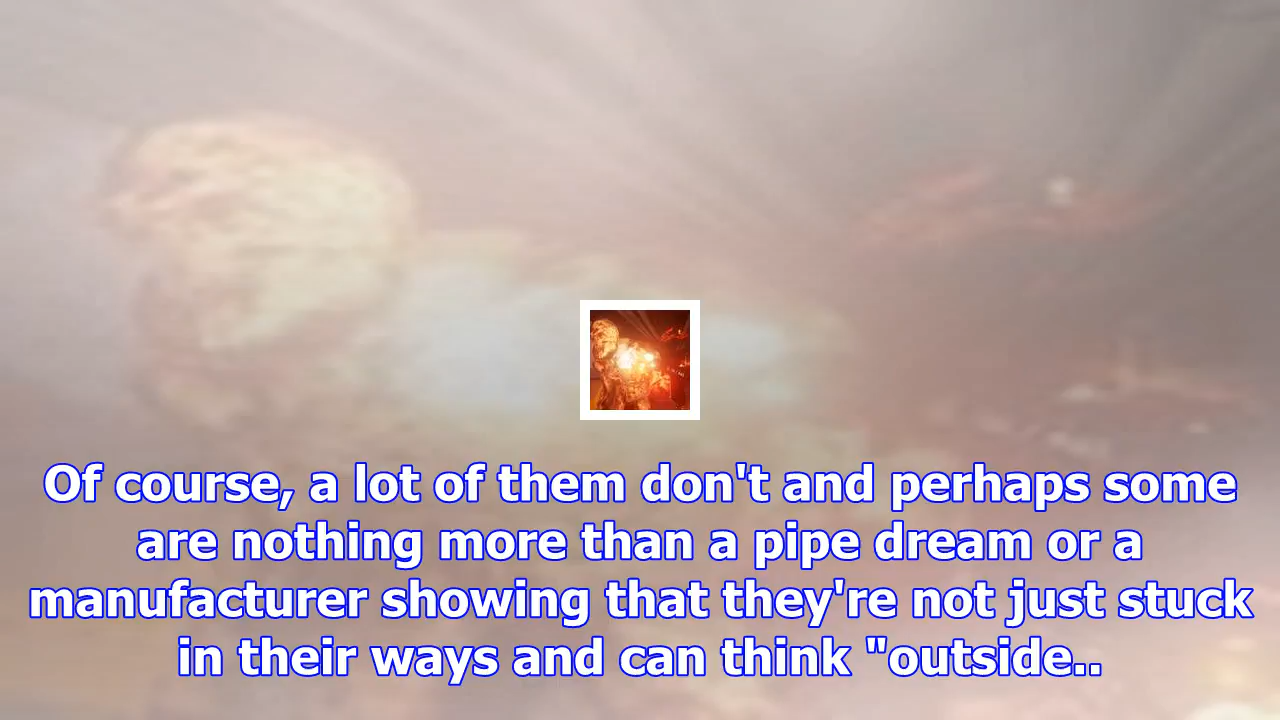 Of course, a lot of them don't and perhaps some
are nothing more than a pipe dream or a
manufacturer showing that they're not just stuck
in their ways and can think "outside..